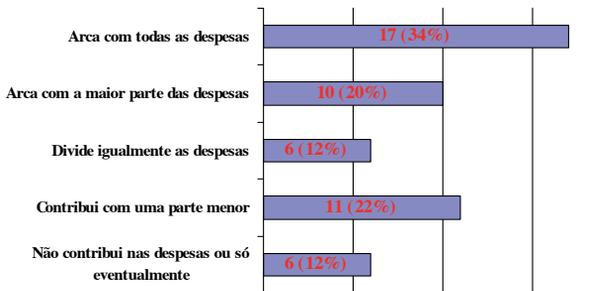 Arca com todas as despesas
17 (34%)
Arca com a maior parte das despesas
10 (20%)
Divide igualmente as despesas
6 (12%)
Contribui com uma parte menor
11 (22%)
Não contribui nas despesas ou só
eventualmente
6 (12%)